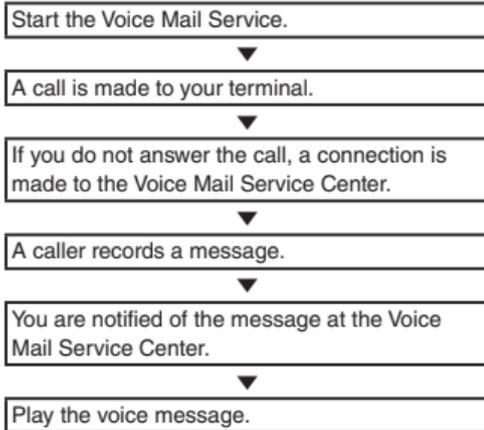 Start the Voice Mail Service.
A call is made to your terminal.
If you do not answer the call, a connection is
made to the Voice Mail Service Center.
A caller records a message.
You are notified of the message at the Voice
Mail Service Center.
Play the voice message.